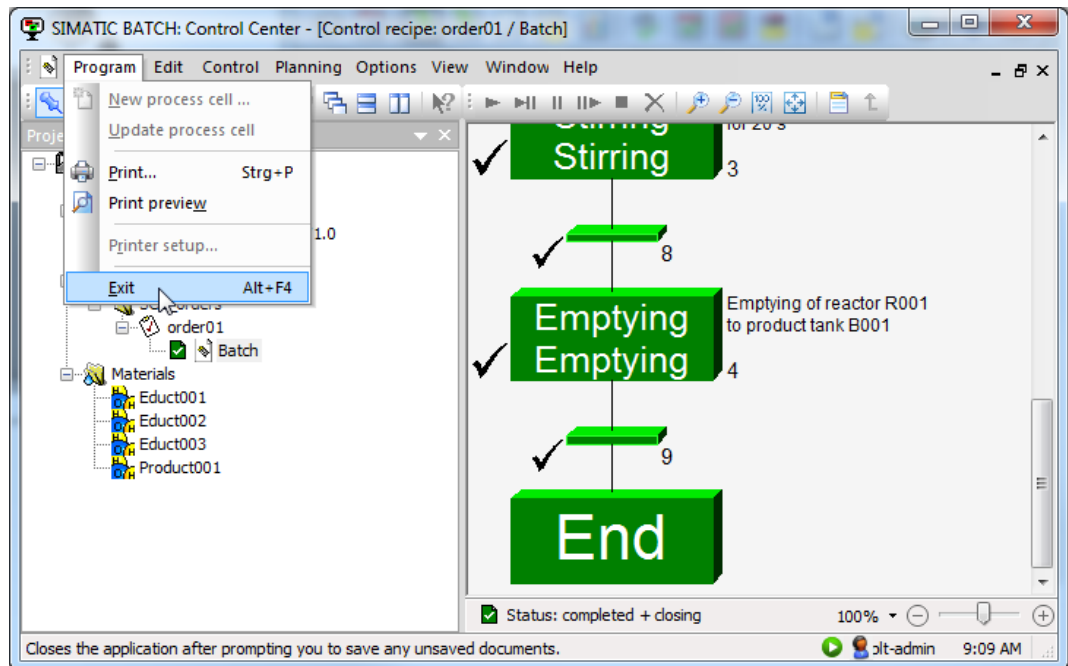 SIMATIC BATCH: Control Center - [Control recipe: order01 / Batch]
Program Edit Control Planning Options View Window Help
New process cell ...
Update process cell
Print... Strg+P
Print preview
Printer setup...
Exit Alt+F4
1.0
order01
Batch
Materials
Educt001
Educt002
Educt003
Product001
for 20 s
Stirring
Stirring
3
8
Emptying
Emptying
4
Emptying of reactor R001
to product tank B001
9
End
Status: completed + closing 100%
Closes the application after prompting you to save any unsaved documents. olt-admin 9:09 AM